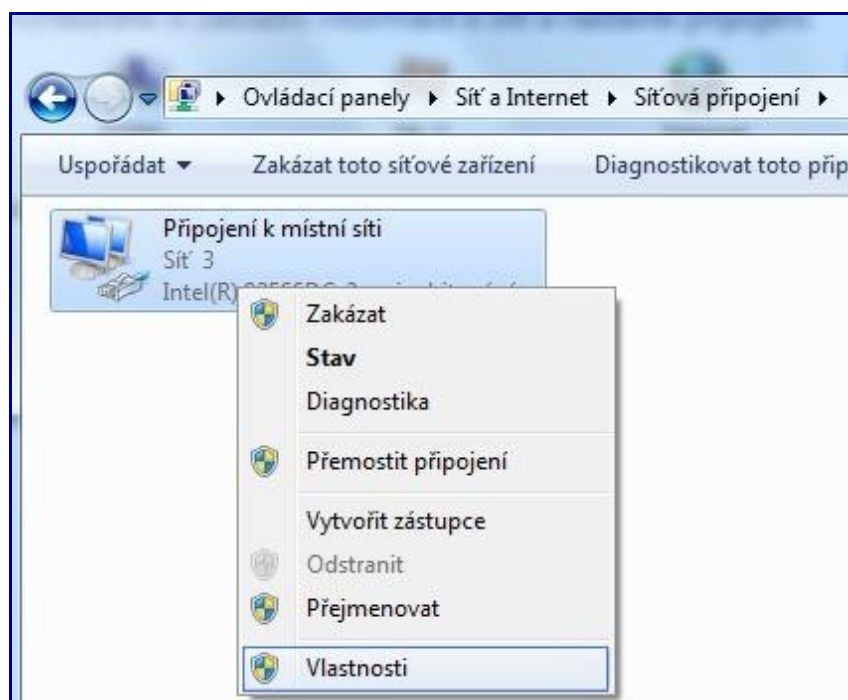 Ovládací panely ▸ Síť a Internet ▸ Síťová připojení ▸
Uspořádat ▾ Zakázat toto síťové zařízení Diagnostikovat toto přip
Připojení k místní síti
Síť 3
Intel(R)
Zakázat
Stav
Diagnostika
Přemostit připojení
Vytvořit zástupce
Odstranit
Přejmenovat
Vlastnosti